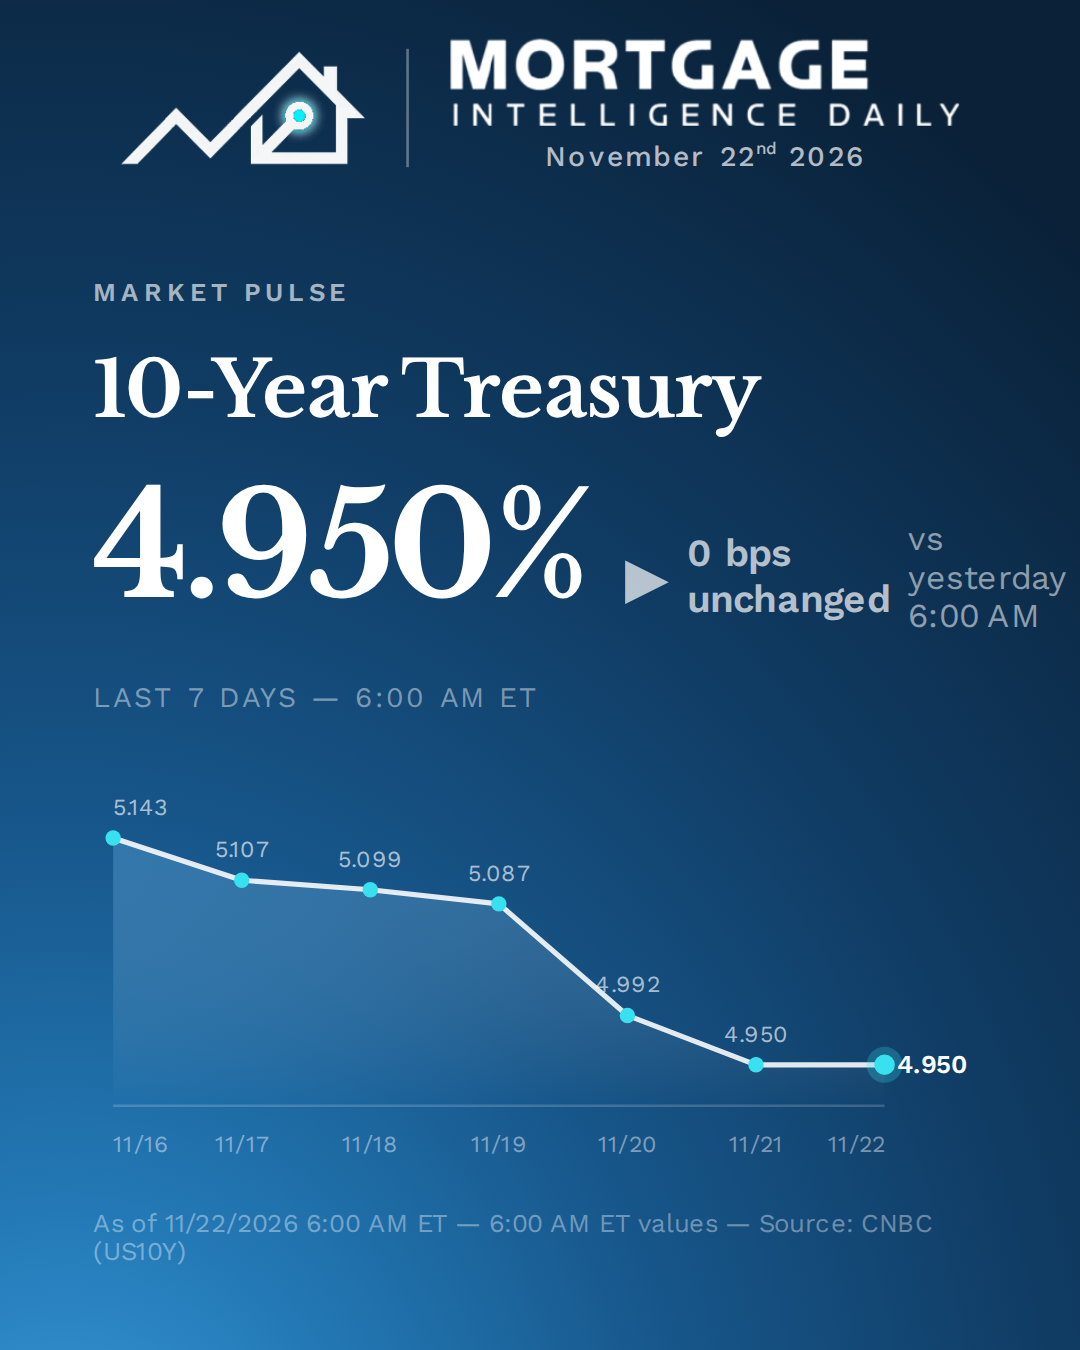 MORTGAGE
INTELLIGENCE DAILY
November 22nd 2026
MARKET PULSE
10-Year Treasury
4.950%
0 bps
unchanged
vs
yesterday
6:00 AM
LAST 7 DAYS — 6:00 AM ET
5.143
5.107
5.099
5.087
4.992
4.950
4.950
11/16 11/17 11/18 11/19 11/20 11/21 11/22
As of 11/22/2026 6:00 AM ET — 6:00 AM ET values — Source: CNBC
(US10Y)